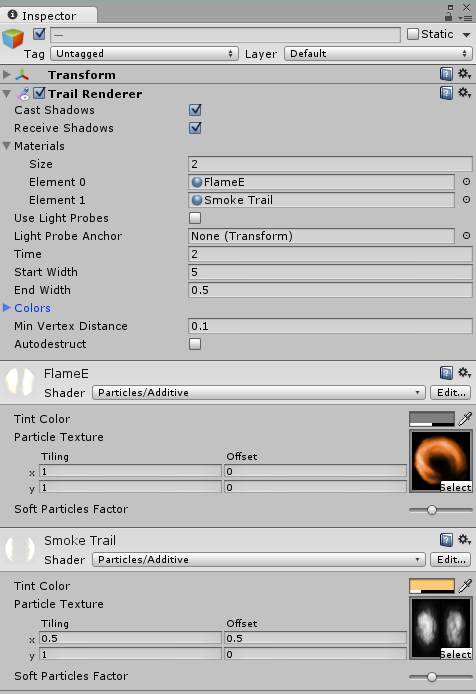 Inspector
— Static
Tag Untagged Layer Default
Transform
Trail Renderer
Cast Shadows
Receive Shadows
Materials
Size 2
Element 0 FlameE
Element 1 Smoke Trail
Use Light Probes
Light Probe Anchor None (Transform)
Time 2
Start Width 5
End Width 0.5
Colors
Min Vertex Distance 0.1
Autodestruct
FlameE
Shader Particles/Additive Edit...
Tint Color
Particle Texture
Tiling Offset
x 1 0
y 1 0
Select
Soft Particles Factor
Smoke Trail
Shader Particles/Additive Edit...
Tint Color
Particle Texture
Tiling Offset
x 0.5 0.5
y 1 0
Select
Soft Particles Factor